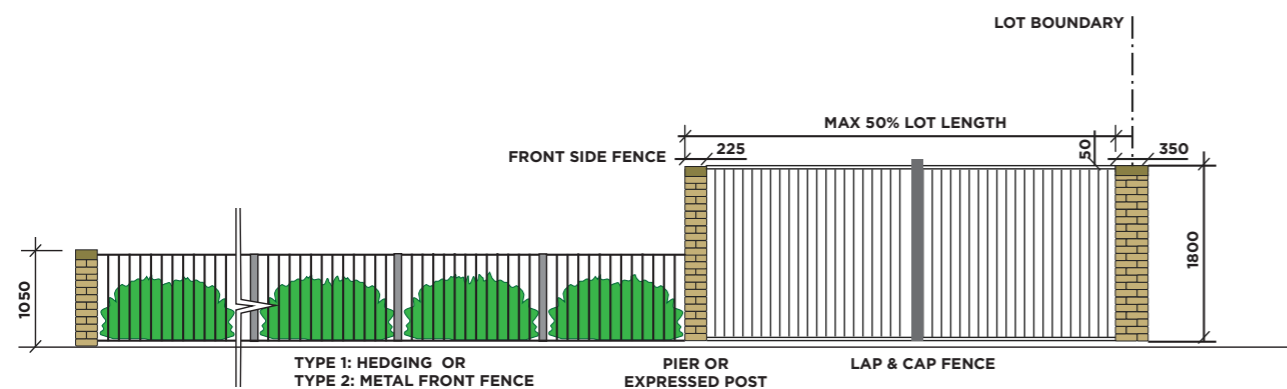 LOT BOUNDARY
MAX 50% LOT LENGTH
FRONT SIDE FENCE
225
50
350
1050
1800
TYPE 1: HEDGING OR
TYPE 2: METAL FRONT FENCE
PIER OR
EXPRESSED POST
LAP & CAP FENCE